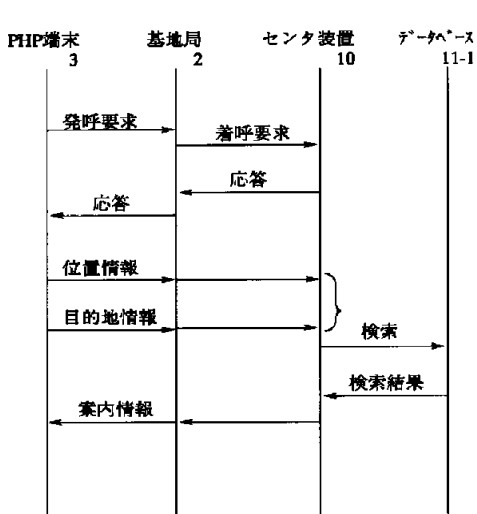 PHP端末 基地局 センタ装置 データベース
3 2 10 11-1
発呼要求
着呼要求
応答
応答
位置情報
目的地情報
検索
検索結果
案内情報